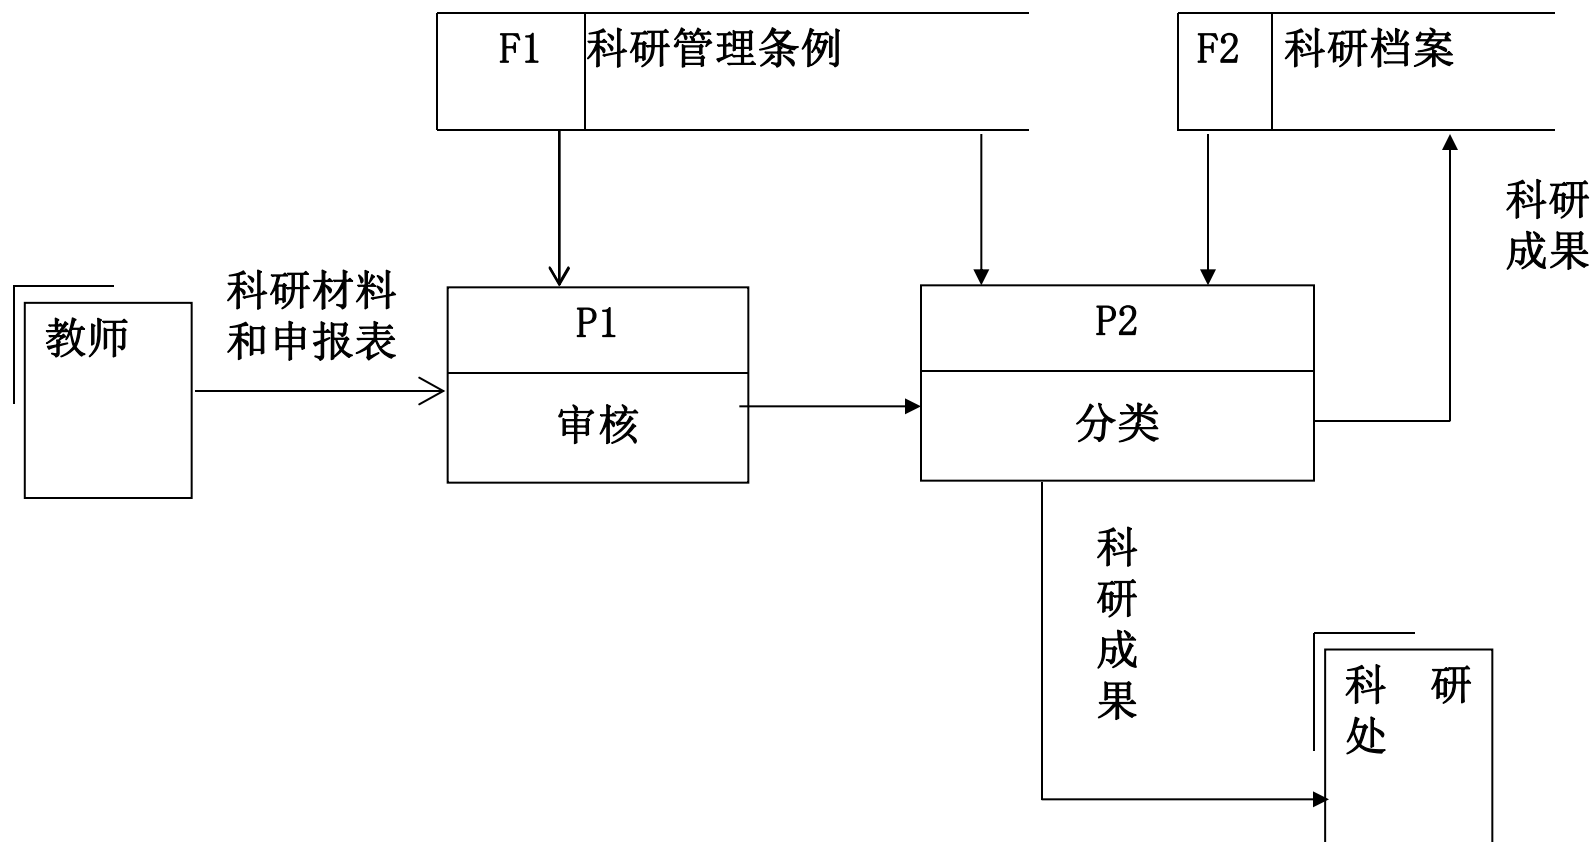 F1 科研管理条例
F2 科研档案
科研
成果
科研材料
和申报表
教师
P1
审核
P2
分类
科
研
成
果
科 研
处